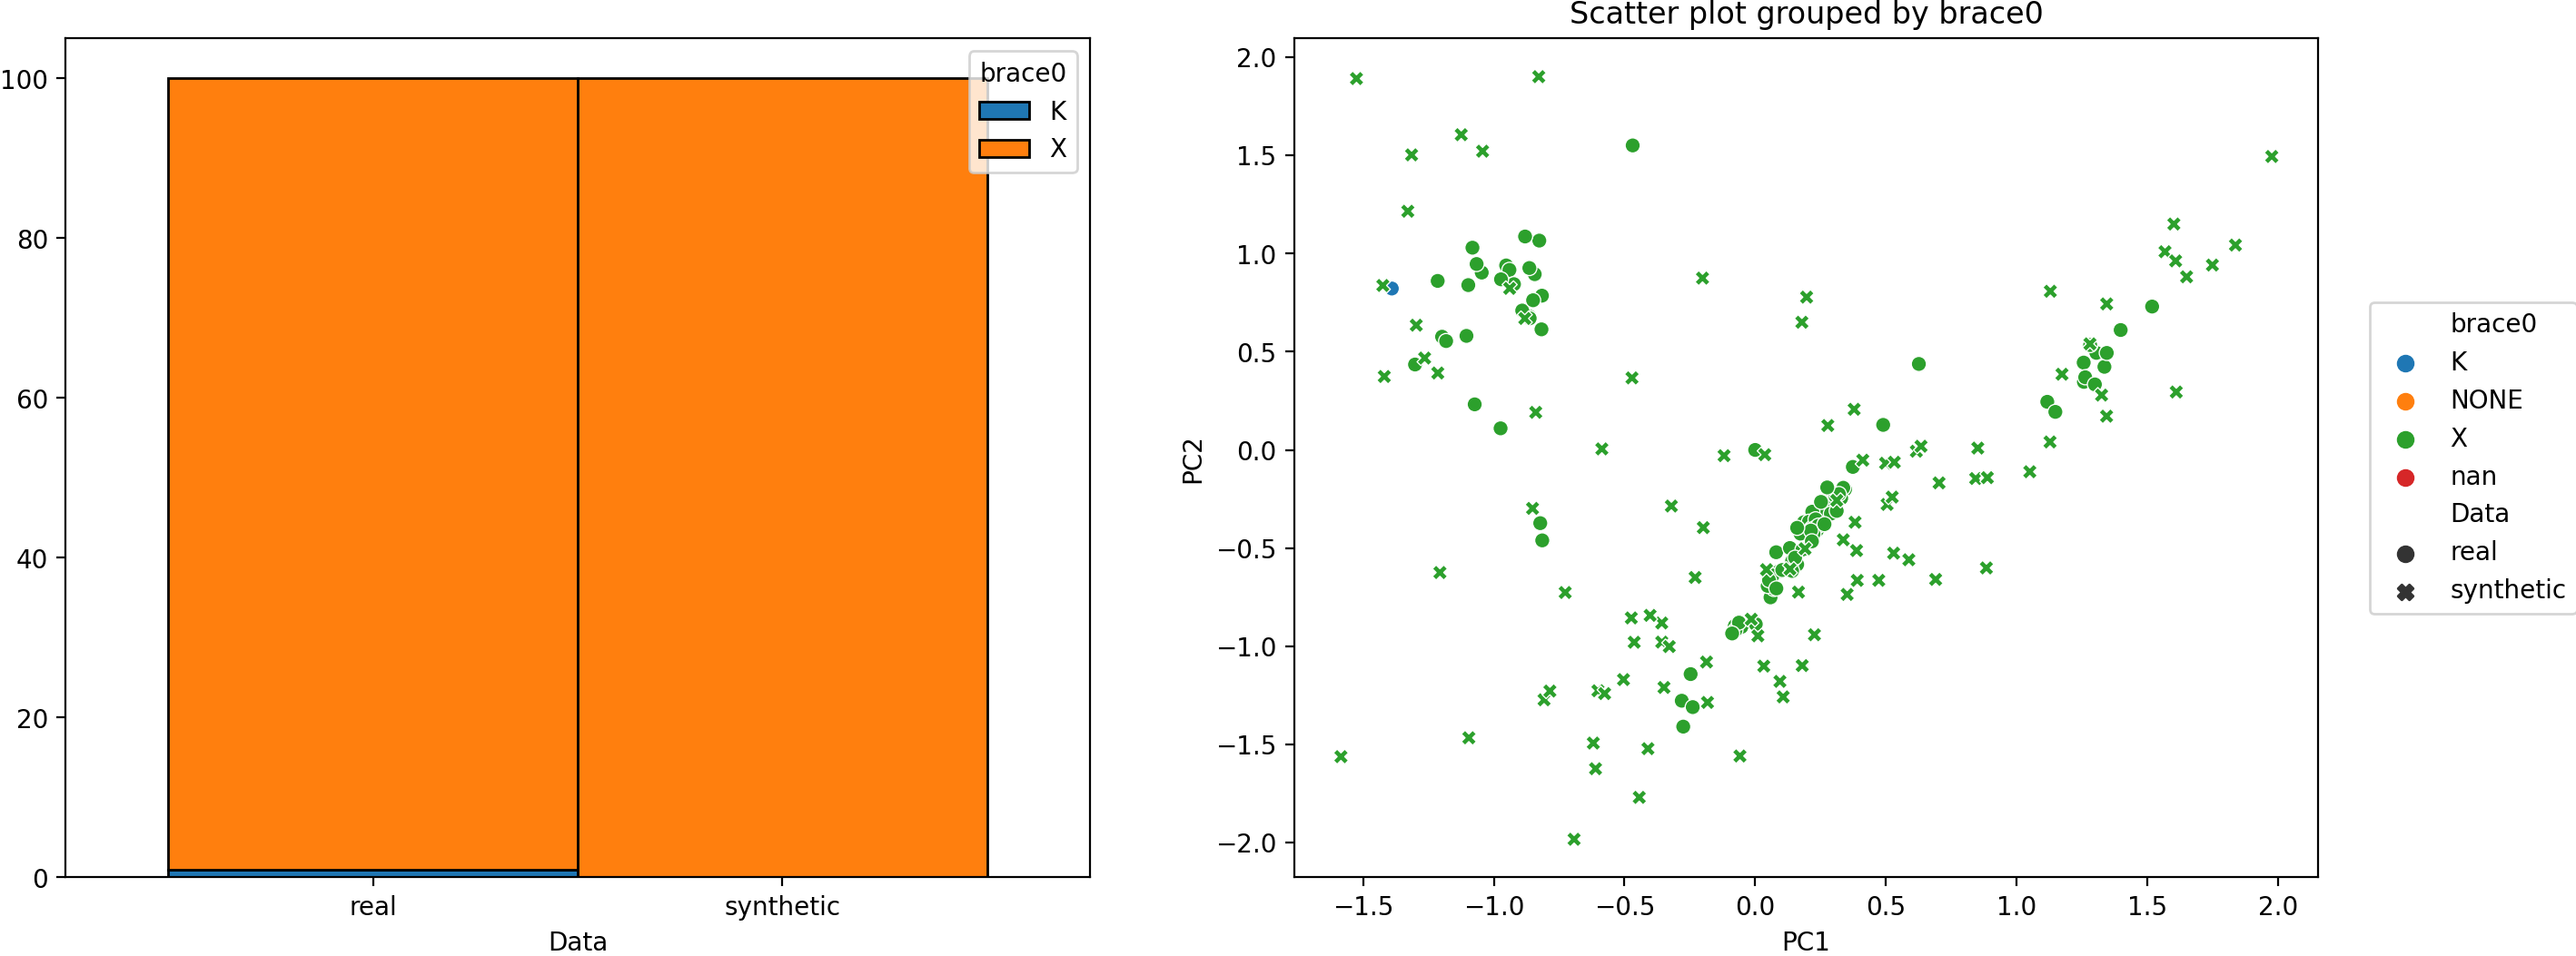 brace0
K
X
100
80
60
40
20
0
real synthetic
Data
Scatter plot grouped by brace0
2.0
1.5
1.0
0.5
0.0
−0.5
−1.0
−1.5
−2.0
PC2
−1.5 −1.0 −0.5 0.0 0.5 1.0 1.5 2.0
PC1
brace0
K
NONE
X
nan
Data
real
synthetic